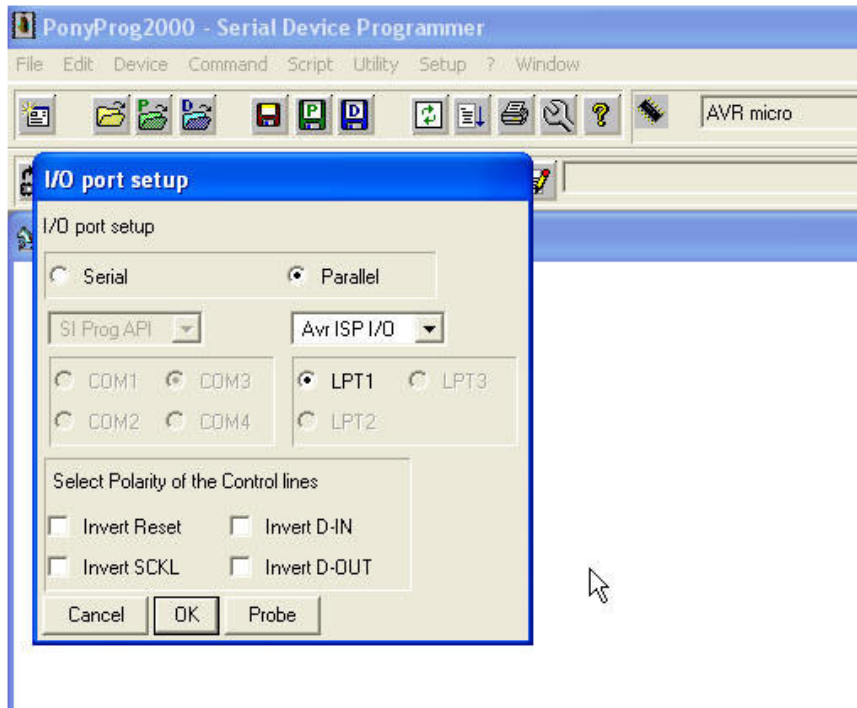 PonyProg2000 - Serial Device Programmer
File Edit Device Command Script Utility Setup ? Window
P D P D ?
AVR micro
I/O port setup
I/O port setup
Serial Parallel
SI Prog API Avr ISP I/O
COM1 COM3 LPT1 LPT3
COM2 COM4 LPT2
Select Polarity of the Control lines
Invert Reset Invert D-IN
Invert SCKL Invert D-OUT
Cancel OK Probe